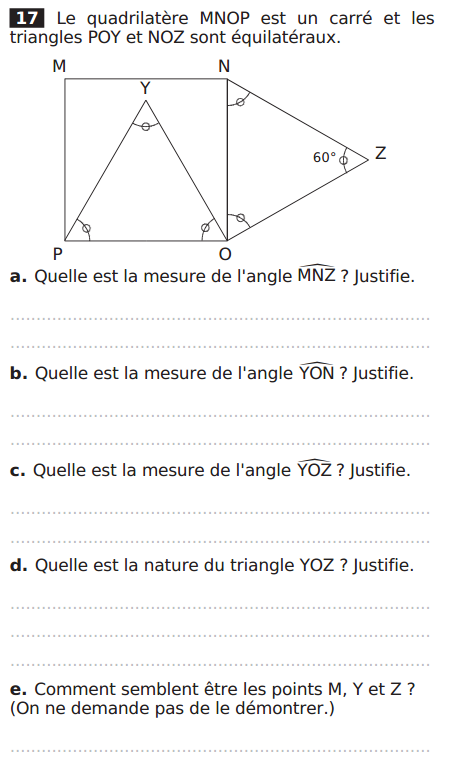 17 Le quadrilatère MNOP est un carré et les
triangles POY et NOZ sont équilatéraux.
M N
Y
60° Z
P O
a. Quelle est la mesure de l'angle MNZ ? Justifie.
b. Quelle est la mesure de l'angle YON ? Justifie.
c. Quelle est la mesure de l'angle YOZ ? Justifie.
d. Quelle est la nature du triangle YOZ ? Justifie.
e. Comment semblent être les points M, Y et Z ?
(On ne demande pas de le démontrer.)